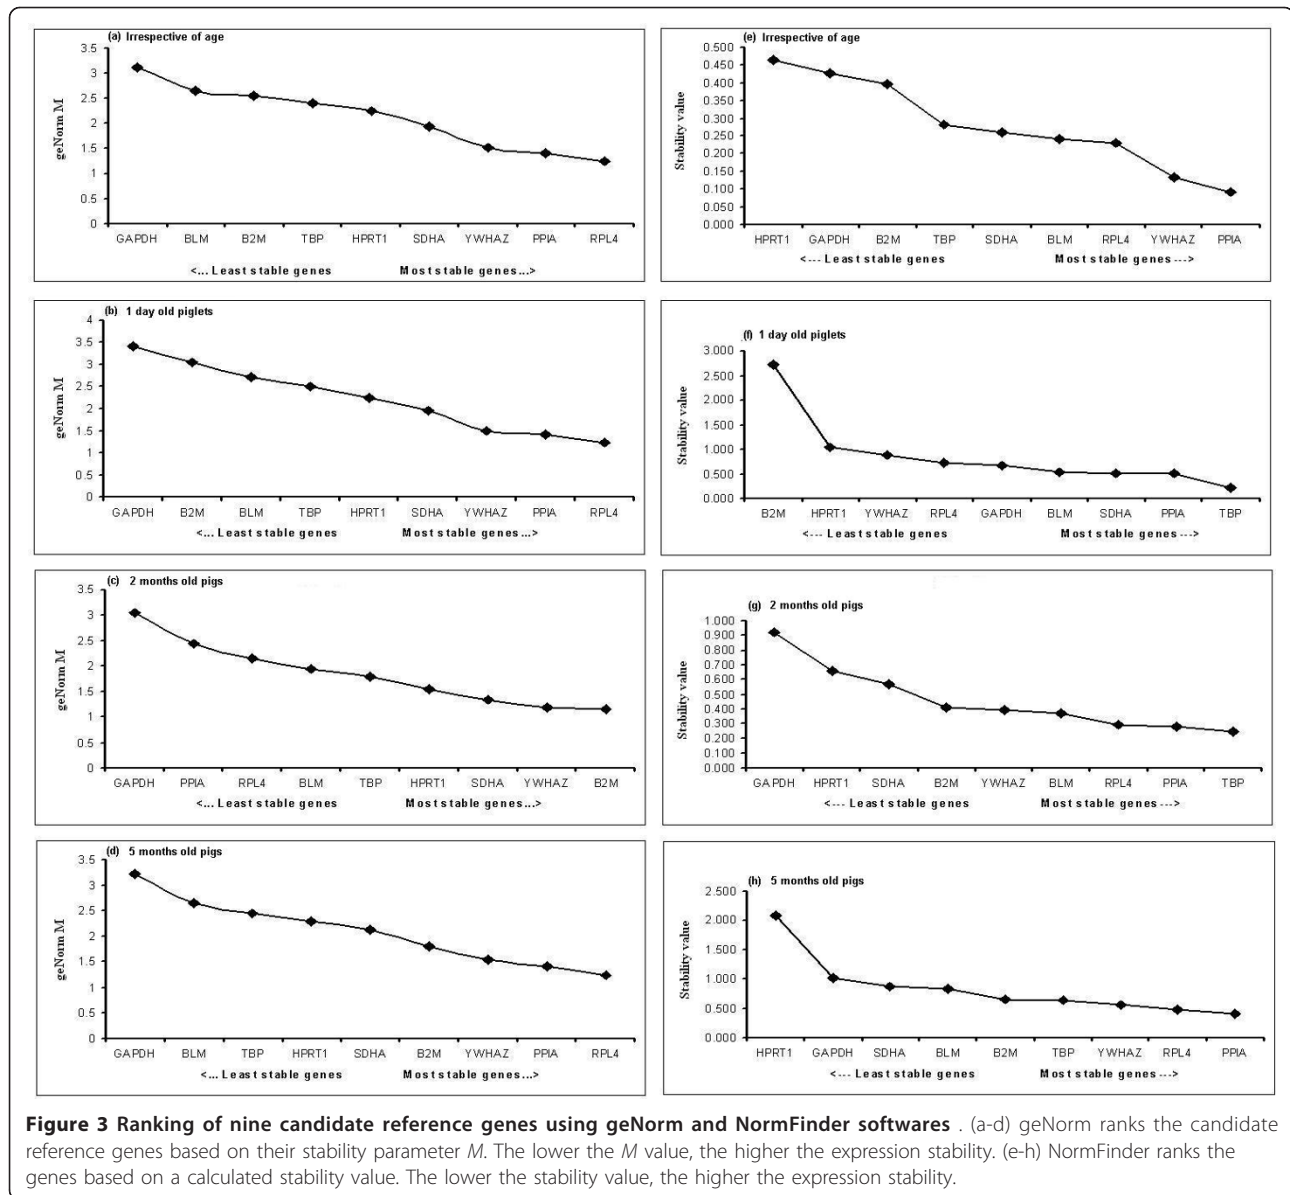 (a) Irrespective of age
3.5
3
2.5
2
1.5
1
0.5
0
geNorm M
GAPDH BLM B2M TBP HPRT1 SDHA YWHAZ PPIA RPL4
<... Least stable genes Most stable genes...>
(e) Irrespective of age
0.500
0.450
0.400
0.350
0.300
0.250
0.200
0.150
0.100
0.050
0.000
Stability value
HPRT1 GAPDH B2M TBP SDHA BLM RPL4 YWHAZ PPIA
<--- Least stable genes Most stable genes --->
(b) 1 day old piglets
4
3.5
3
2.5
2
1.5
1
0.5
0
geNorm M
GAPDH B2M BLM TBP HPRT1 SDHA YWHAZ PPIA RPL4
<... Least stable genes Most stable genes...>
(f) 1 day old piglets
3.000
2.500
2.000
1.500
1.000
0.500
0.000
Stability value
B2M HPRT1 YWHAZ RPL4 GAPDH BLM SDHA PPIA TBP
<--- Least stable genes Most stable genes --->
(c) 2 months old pigs
3.5
3
2.5
2
1.5
1
0.5
0
geNorm M
GAPDH PPIA RPL4 BLM TBP HPRT1 SDHA YWHAZ B2M
<... Least stable genes Most stable genes...>
(g) 2 months old pigs
1.000
0.900
0.800
0.700
0.600
0.500
0.400
0.300
0.200
0.100
0.000
Stability value
GAPDH HPRT1 SDHA B2M YWHAZ BLM RPL4 PPIA TBP
<--- Least stable genes Most stable genes --->
(d) 5 months old pigs
3.5
3
2.5
2
1.5
1
0.5
0
geNorm M
GAPDH BLM TBP HPRT1 SDHA B2M YWHAZ PPIA RPL4
<... Least stable genes Most stable genes...>
(h) 5 months old pigs
2.500
2.000
1.500
1.000
0.500
0.000
Stability value
HPRT1 GAPDH SDHA BLM B2M TBP YWHAZ RPL4 PPIA
<--- Least stable genes Most stable genes --->
Figure 3 Ranking of nine candidate reference genes using geNorm and NormFinder softwares . (a-d) geNorm ranks the candidate
reference genes based on their stability parameter M. The lower the M value, the higher the expression stability. (e-h) NormFinder ranks the
genes based on a calculated stability value. The lower the stability value, the higher the expression stability.